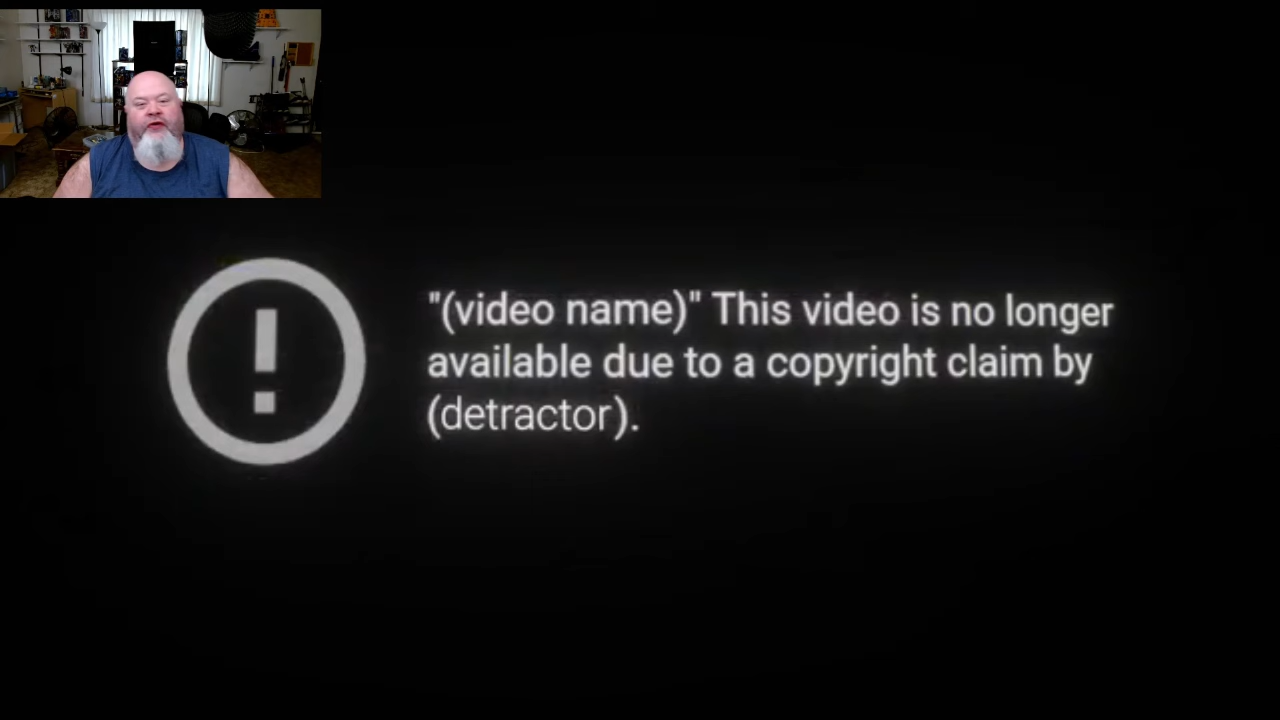 "(video name)" This video is no longer
available due to a copyright claim by
(detractor).